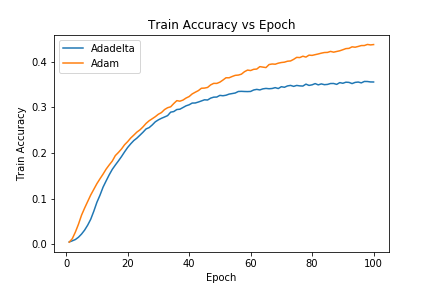 Train Accuracy vs Epoch
Adadelta
Adam
Train Accuracy
0.4
0.3
0.2
0.1
0.0
0 20 40 60 80 100
Epoch